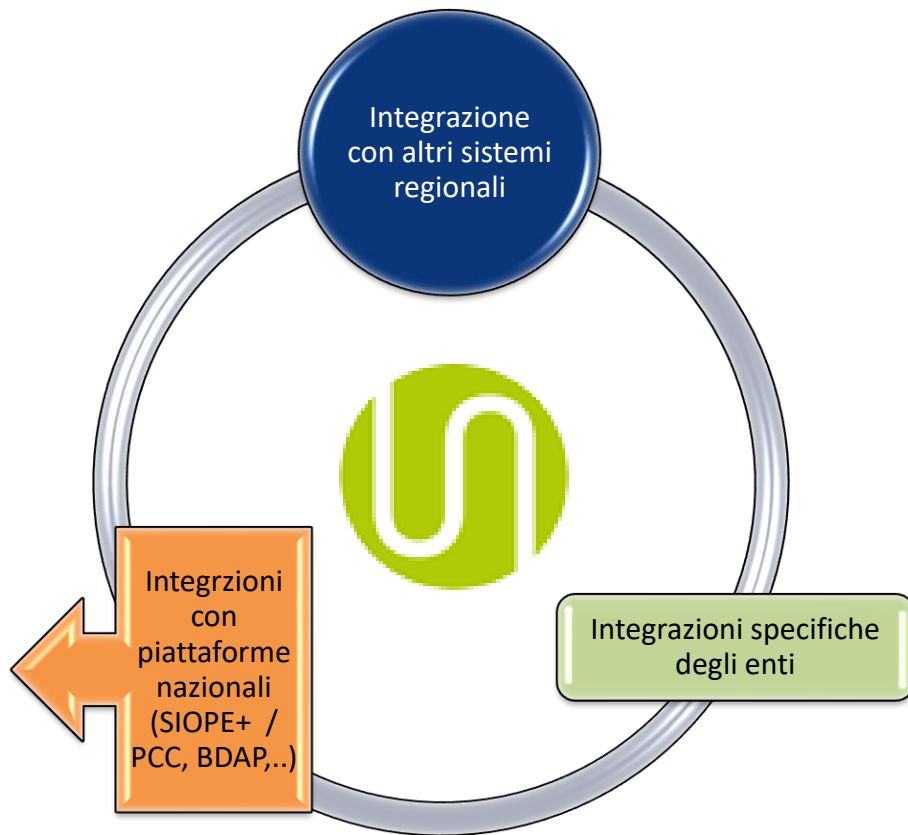 Integrazione
con altri sistemi
regionali
Integrzioni
con
piattaforme
nazionali
(SIOPE+ /
PCC, BDAP,..)
Integrazioni specifiche
degli enti